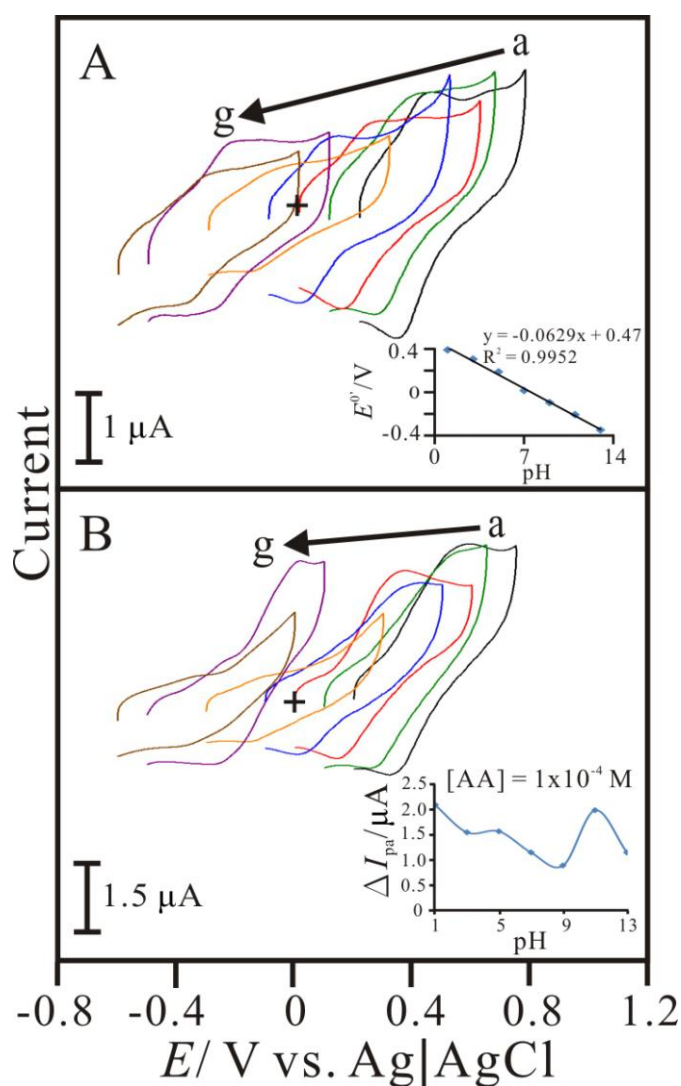 A
a
g
+
1 μA
y = -0.0629x + 0.47
R² = 0.9952
0.4
0
-0.4
E⁰'/V
0
7
14
pH
Current
B
a
g
+
1.5 μA
[AA] = 1x10⁻⁴ M
2.5
2.0
1.5
1.0
0.5
0
ΔIpa/μA
1
5
9
13
pH
-0.8
-0.4
0
0.4
0.8
1.2
E/ V vs. Ag|AgCl